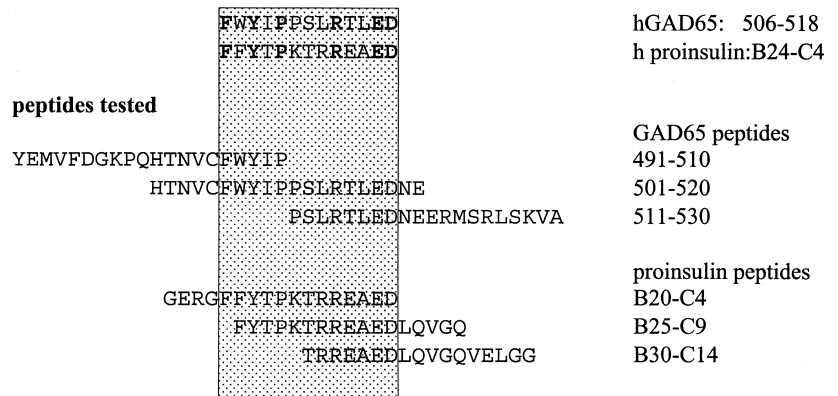 FWYIPPSLRTLED hGAD65: 506-518
FFYTPKTRREAED h proinsulin:B24-C4
peptides tested
GAD65 peptides
YEMVFDGKPQHTNVCFWYIP 491-510
HTNVCFWYIPPSLRTLEDNE 501-520
PSLRTLEDNEERMSRLSKVA 511-530
proinsulin peptides
GERGFFYTPKTRREAED B20-C4
FYTPKTRREAEDLQVGQ B25-C9
TRREAEDLQVGQVELGG B30-C14